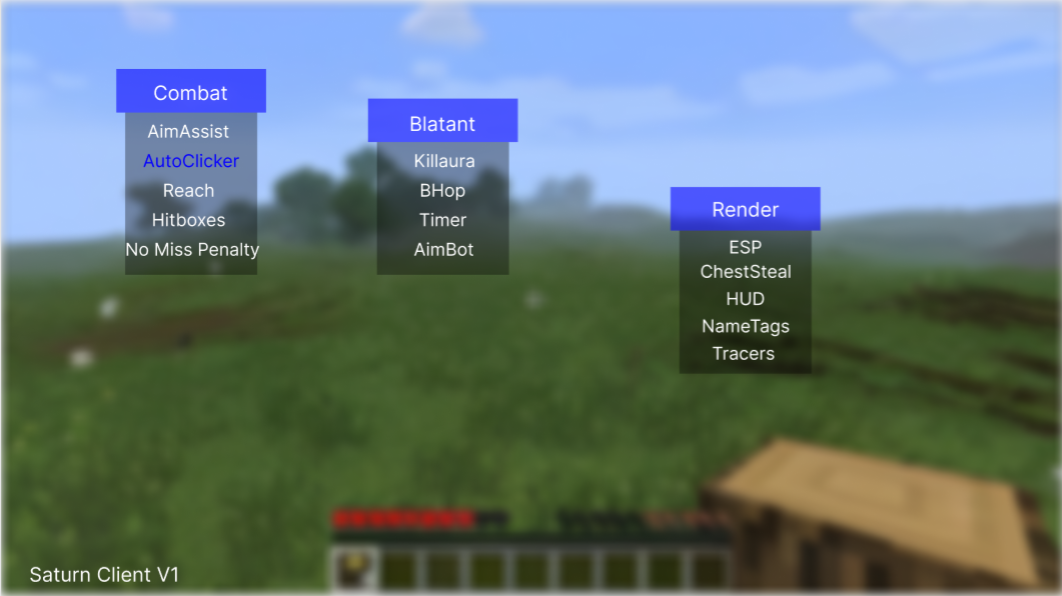 Combat
AimAssist
AutoClicker
Reach
Hitboxes
No Miss Penalty
Blatant
Killaura
BHop
Timer
AimBot
Render
ESP
ChestSteal
HUD
NameTags
Tracers
Saturn Client V1